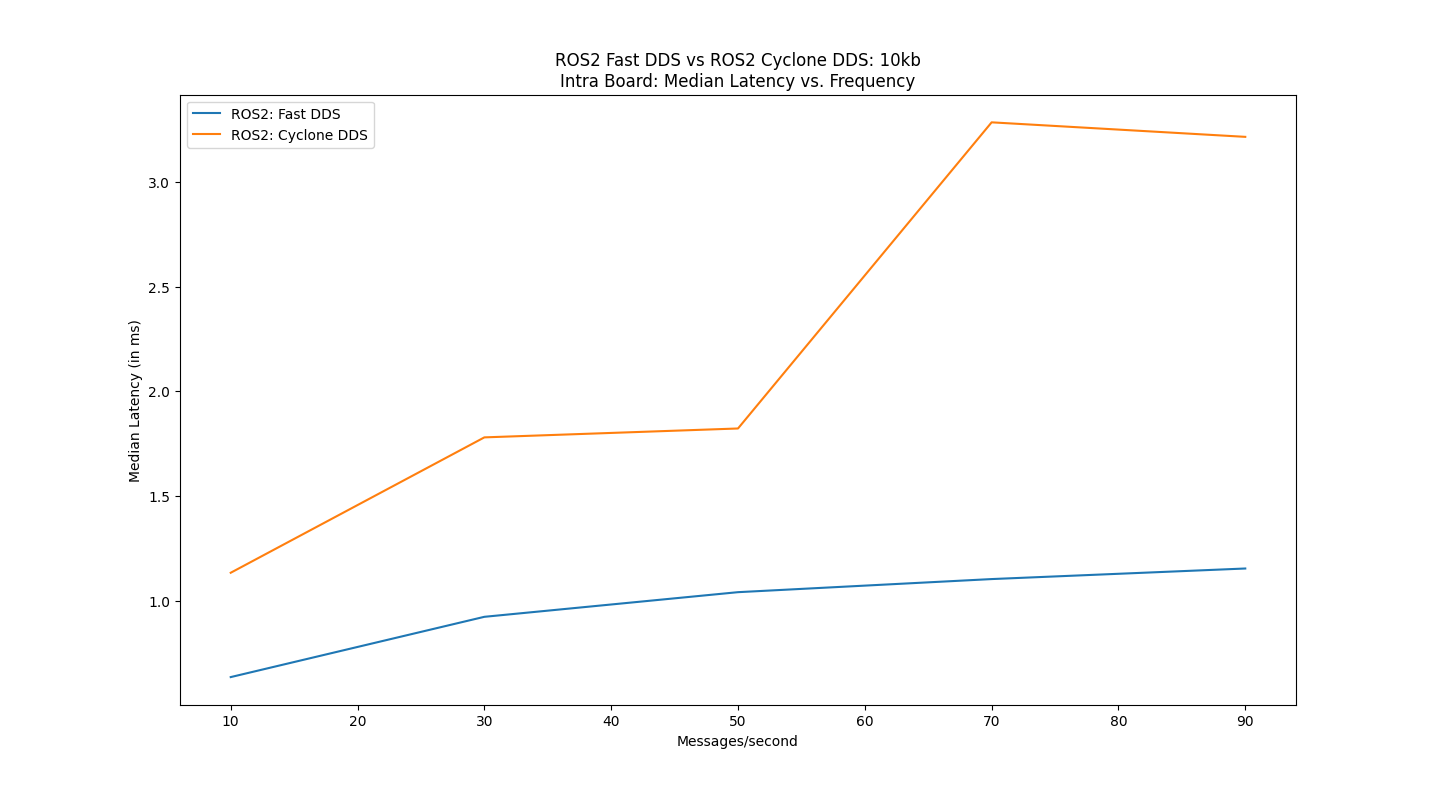 ROS2 Fast DDS vs ROS2 Cyclone DDS: 10kb
Intra Board: Median Latency vs. Frequency
ROS2: Fast DDS
ROS2: Cyclone DDS
3.0
2.5
2.0
1.5
1.0
Median Latency (in ms)
10 20 30 40 50 60 70 80 90
Messages/second